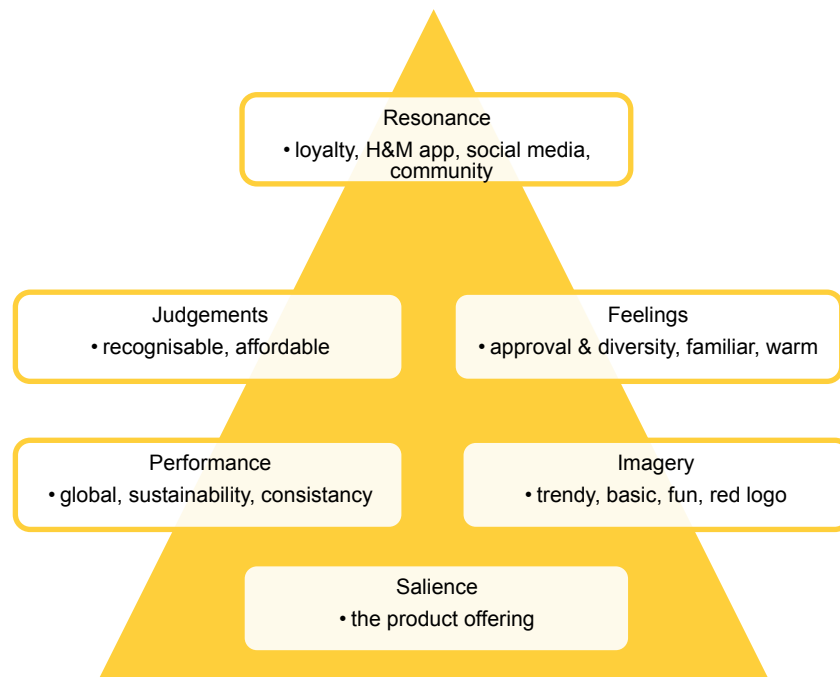 Resonance
• loyalty, H&M app, social media,
community
Judgements
• recognisable, affordable
Feelings
• approval & diversity, familiar, warm
Performance
• global, sustainability, consistancy
Imagery
• trendy, basic, fun, red logo
Salience
• the product offering